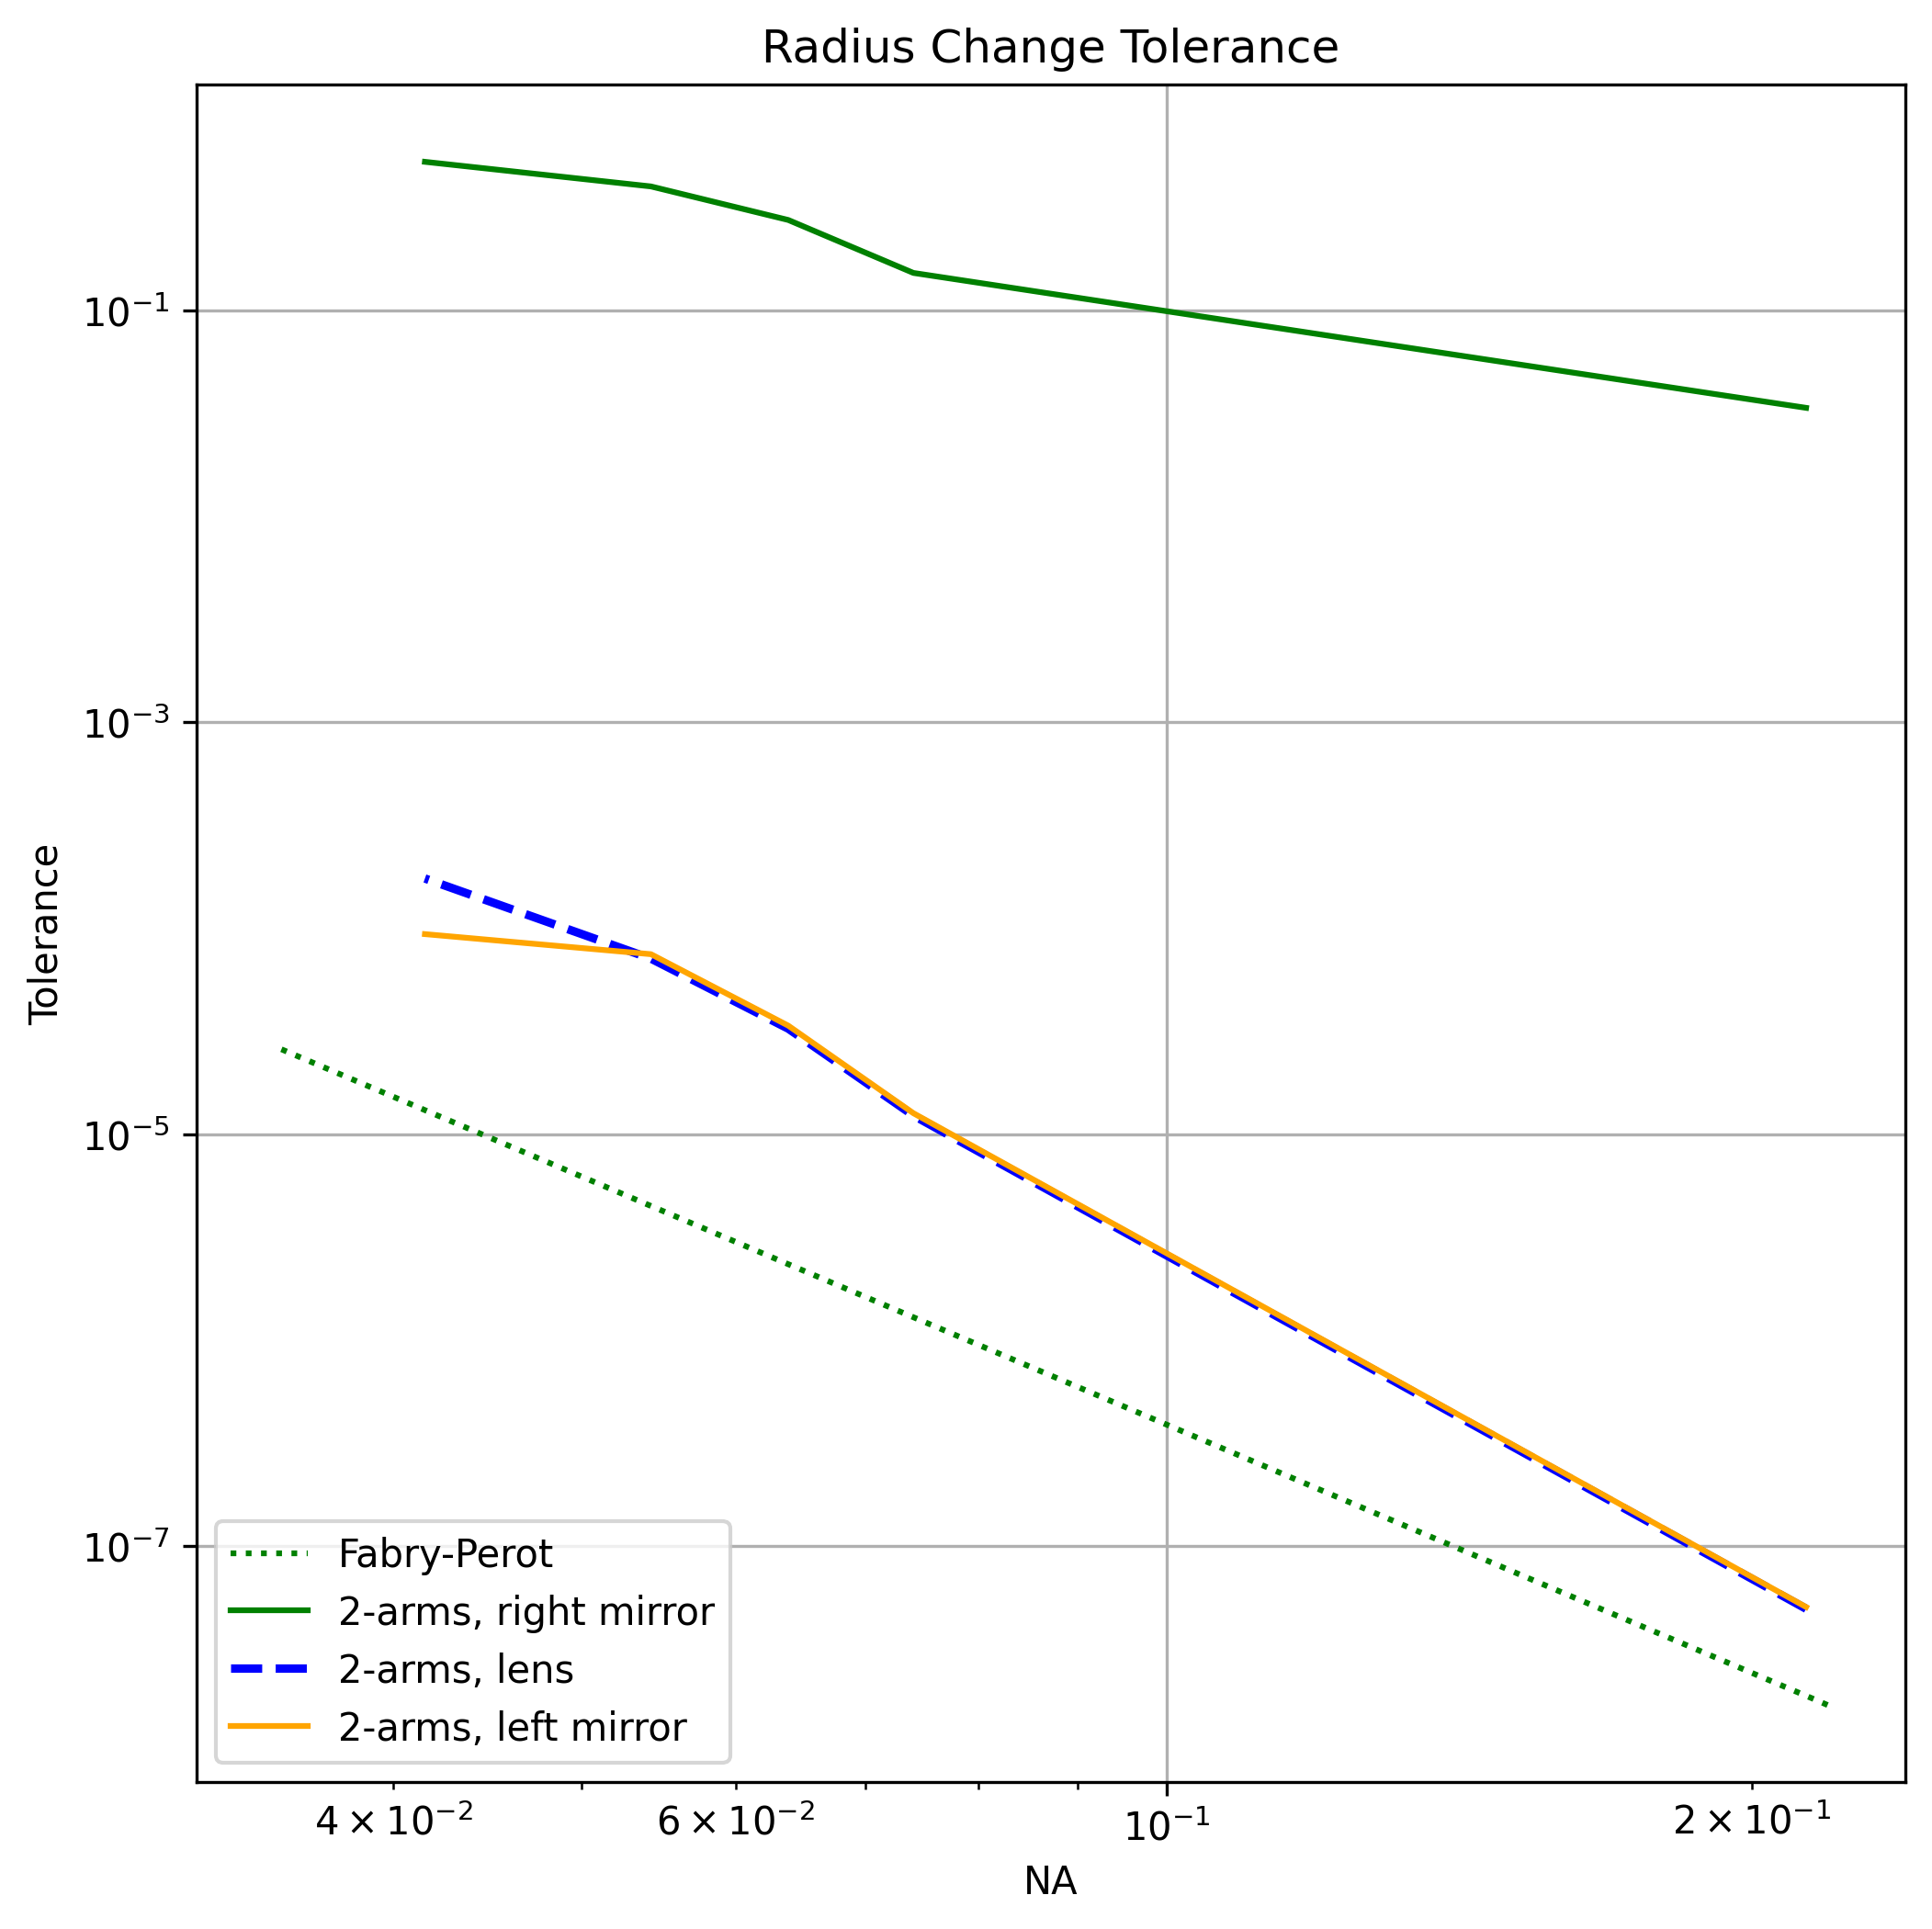 Radius Change Tolerance
Tolerance
10⁻¹
10⁻³
10⁻⁵
10⁻⁷
Fabry-Perot
2-arms, right mirror
2-arms, lens
2-arms, left mirror
4 × 10⁻² 6 × 10⁻² 10⁻¹ 2 × 10⁻¹
NA